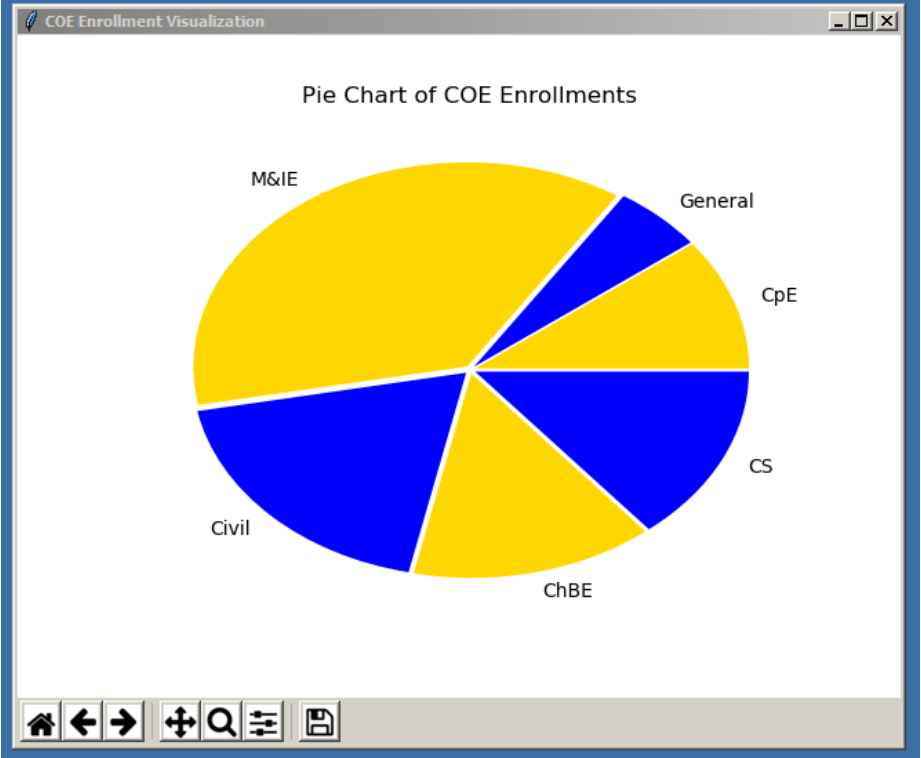 COE Enrollment Visualization
Pie Chart of COE Enrollments
M&IE
General
CpE
CS
Civil
ChBE